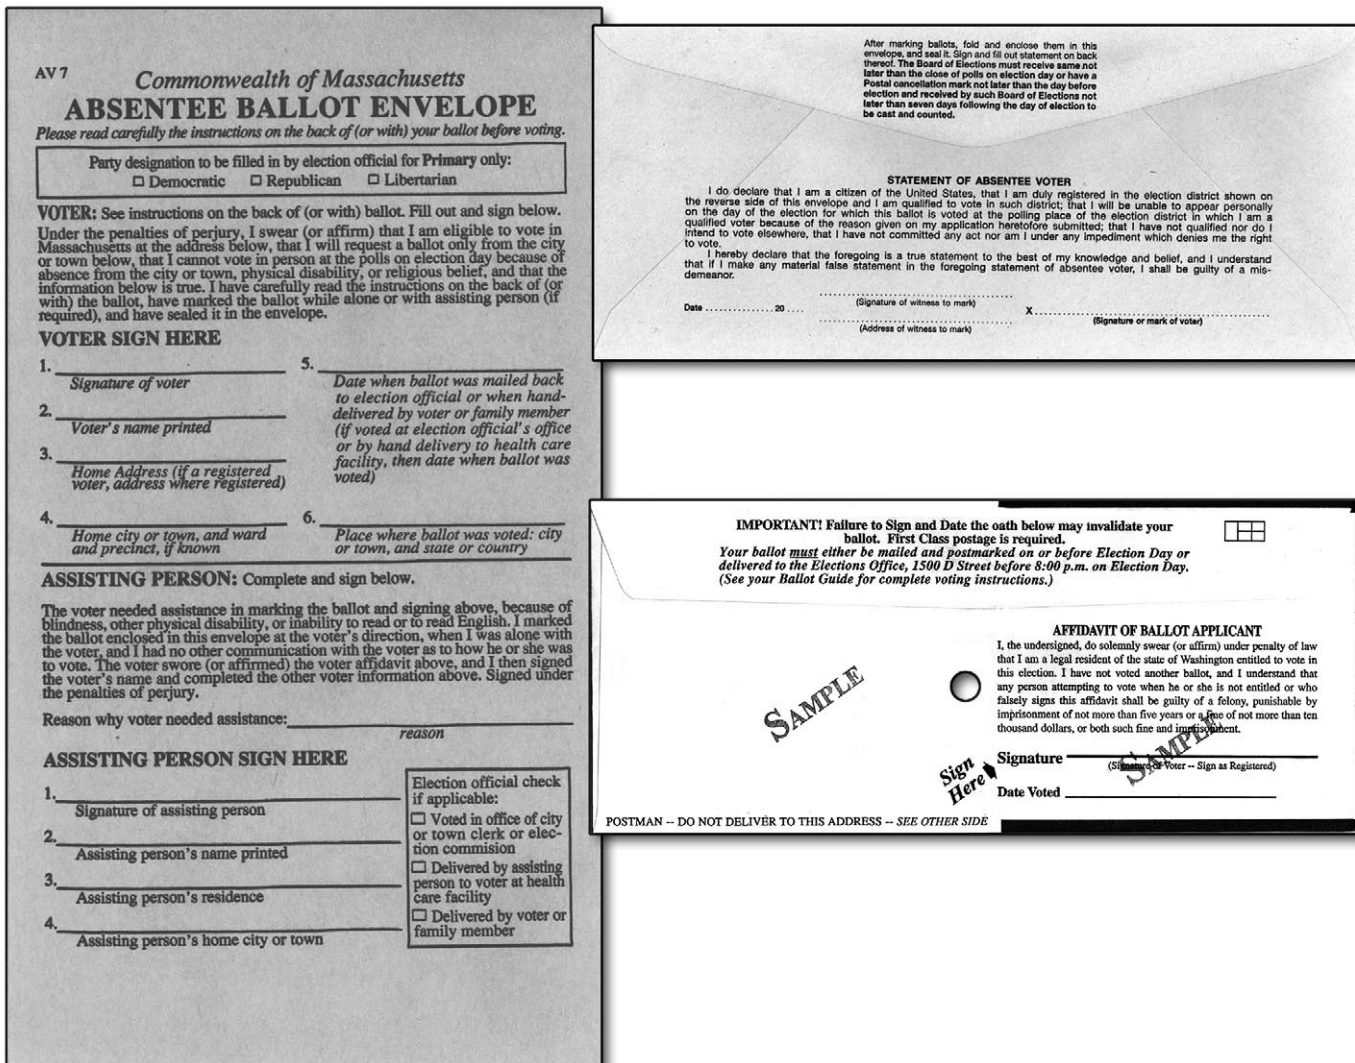 AV 7
Commonwealth of Massachusetts
ABSENTEE BALLOT ENVELOPE
Please read carefully the instructions on the back of (or with) your ballot before voting.
Party designation to be filled in by election official for Primary only:
Democratic Republican Libertarian
VOTER: See instructions on the back of (or with) ballot. Fill out and sign below.
Under the penalties of perjury, I swear (or affirm) that I am eligible to vote in
Massachusetts at the address below, that I will request a ballot only from the city
or town below, that I cannot vote in person at the polls on election day because of
absence from the city or town, physical disability, or religious belief, and that the
information below is true. I have carefully read the instructions on the back of (or
with) the ballot, have marked the ballot while alone or with assisting person (if
required), and have sealed it in the envelope.
VOTER SIGN HERE
1.
Signature of voter
2.
Voter's name printed
3.
Home Address (if a registered
voter, address where registered)
4.
Home city or town, and ward
and precinct, if known
5.
Date when ballot was mailed back
to election official or when hand-
delivered by voter or family member
(if voted at election official's office
or by hand delivery to health care
facility, then date when ballot was
voted)
6.
Place where ballot was voted: city
or town, and state or country
ASSISTING PERSON: Complete and sign below.
The voter needed assistance in marking the ballot and signing above, because of
blindness, other physical disability, or inability to read or to read English. I marked
the ballot enclosed in this envelope at the voter's direction, when I was alone with
the voter, and I had no other communication with the voter as to how he or she was
to vote. The voter swore (or affirmed) the voter affidavit above, and I then signed
the voter's name and completed the other voter information above. Signed under
the penalties of perjury.
Reason why voter needed assistance:
reason
ASSISTING PERSON SIGN HERE
1.
Signature of assisting person
2.
Assisting person's name printed
3.
Assisting person's residence
4.
Assisting person's home city or town
Election official check
if applicable:
Voted in office of city
or town clerk or elec-
tion commision
Delivered by assisting
person to voter at health
care facility
Delivered by voter or
family member
After marking ballots, fold and enclose them in this
envelope, and seal it. Sign and fill out statement on back
thereof. The Board of Elections must receive same not
later than the close of polls on election day or have a
Postal cancellation mark not later than the day before
election and received by such Board of Elections not
later than seven days following the day of election to
be cast and counted.
STATEMENT OF ABSENTEE VOTER
I do declare that I am a citizen of the United States, that I am duly registered in the election district shown on
the reverse side of this envelope and I am qualified to vote in such district; that I will be unable to appear personally
on the day of the election for which this ballot is voted at the polling place of the election district in which I am a
qualified voter because of the reason given on my application heretofore submitted; that I have not qualified nor do I
intend to vote elsewhere, that I have not committed any act nor am I under any impediment which denies me the right
to vote.
I hereby declare that the foregoing is a true statement to the best of my knowledge and belief, and I understand
that if I make any material false statement in the foregoing statement of absentee voter, I shall be guilty of a mis-
demeanor.
Date .............. 20 ....
(Signature of witness to mark)
(Address of witness to mark)
X
(Signature or mark of voter)
IMPORTANT! Failure to Sign and Date the oath below may invalidate your
ballot. First Class postage is required.
Your ballot must either be mailed and postmarked on or before Election Day or
delivered to the Elections Office, 1500 D Street before 8:00 p.m. on Election Day.
(See your Ballot Guide for complete voting instructions.)
AFFIDAVIT OF BALLOT APPLICANT
I, the undersigned, do solemnly swear (or affirm) under penalty of law
that I am a legal resident of the state of Washington entitled to vote in
this election. I have not voted another ballot, and I understand that
any person attempting to vote when he or she is not entitled or who
falsely signs this affidavit shall be guilty of a felony, punishable by
imprisonment of not more than five years or a fine of not more than ten
thousand dollars, or both such fine and imprisonment.
SAMPLE
SAMPLE
Sign
Here
Signature
(Signature of Voter -- Sign as Registered)
Date Voted
POSTMAN -- DO NOT DELIVER TO THIS ADDRESS -- SEE OTHER SIDE